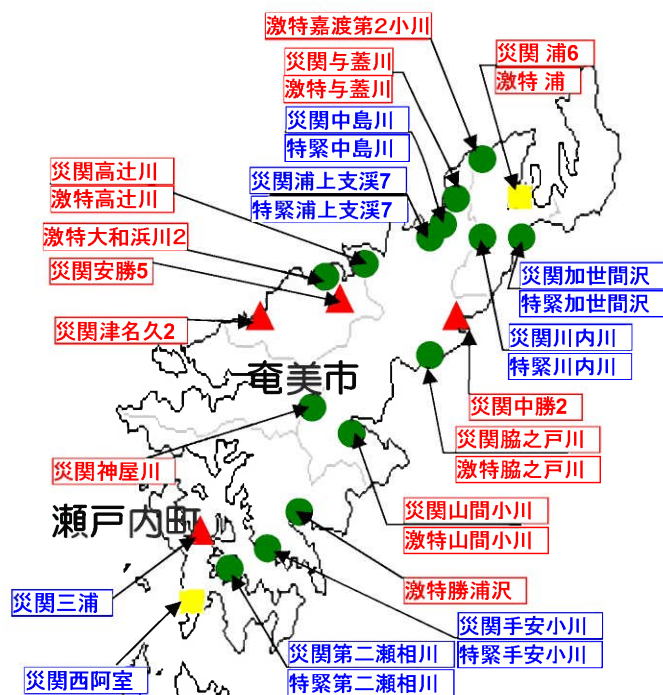 激特嘉渡第2小川
災関与蓋川
激特与蓋川
災関中島川
特緊中島川
災関浦上支渓7
特緊浦上支渓7
災関 浦6
激特 浦
災関高辻川
激特高辻川
激特大和浜川2
災関安勝5
災関津名久2
災関加世間沢
特緊加世間沢
災関川内川
特緊川内川
奄美市
災関中勝2
災関脇之戸川
激特脇之戸川
災関神屋川
災関山間小川
激特山間小川
瀬戸内町
激特勝浦沢
災関三浦
災関手安小川
特緊手安小川
災関西阿室
災関第二瀬相川
特緊第二瀬相川